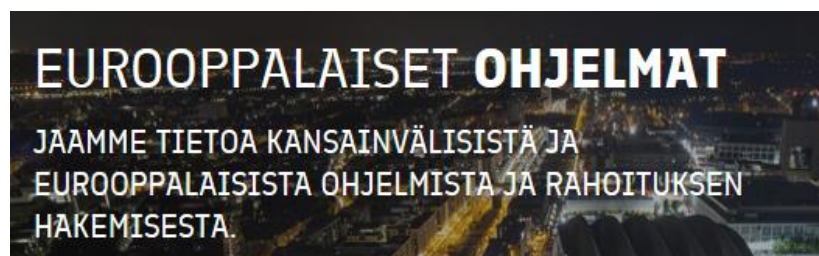 EUROOPPALAISET OHJELMAT
JAAMME TIETOA KANSAINVÄLISISTÄ JA
EUROOPPALAISISTA OHJELMISTA JA RAHOITUKSEN
HAKEMISESTA.